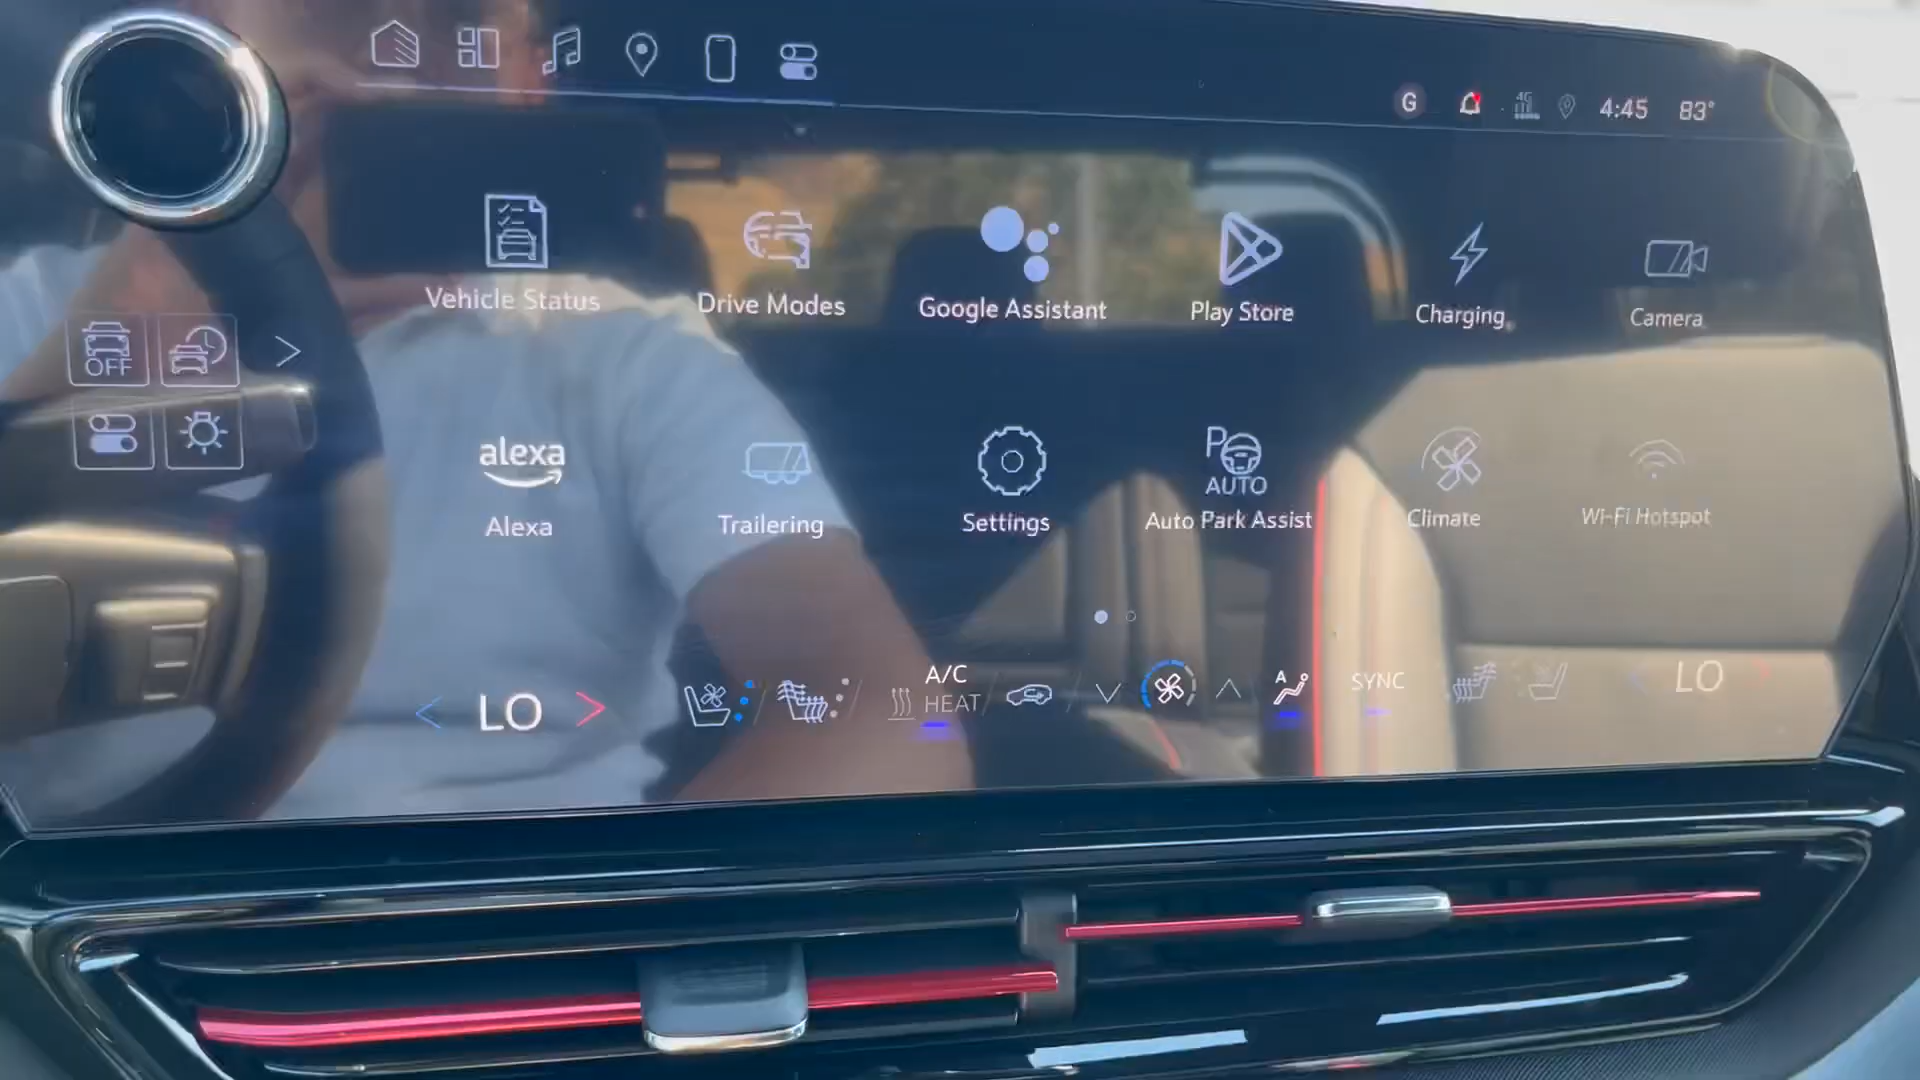 G 4G 4:45 83°
Vehicle Status Drive Modes Google Assistant Play Store Charging Camera
OFF
alexa P AUTO
Alexa Trailering Settings Auto Park Assist Climate Wi-Fi Hotspot
LO A/C HEAT A SYNC LO